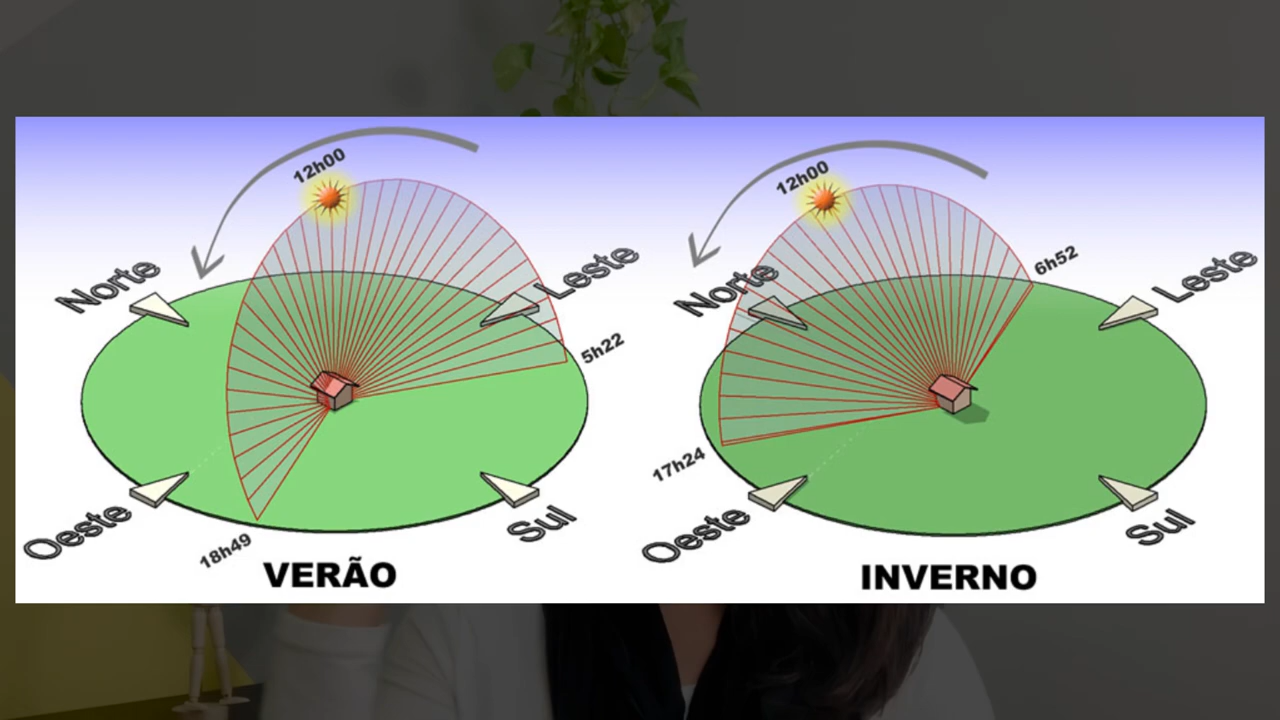 12h00
Norte
Leste
5h22
Oeste
Sul
18h49
VERÃO
12h00
6h52
Norte
Leste
17h24
Oeste
Sul
INVERNO